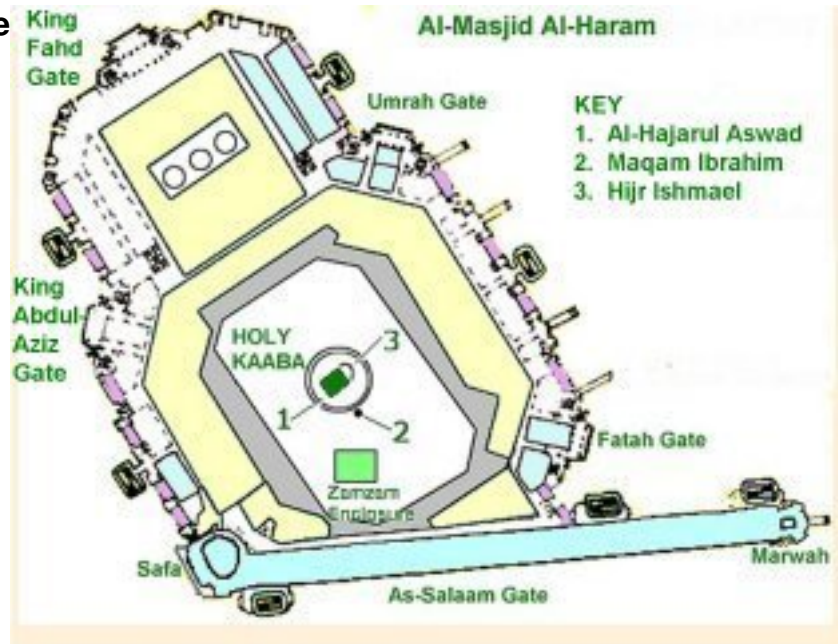 e
King
Fahd
Gate
Al-Masjid Al-Haram
Umrah Gate
KEY
1. Al-Hajarul Aswad
2. Maqam Ibrahim
3. Hijr Ishmael
King
Abdul-
Aziz
Gate
HOLY
KAABA
3
1
2
Fatah Gate
Zamzam
Enclosure
Safa
Marwah
As-Salaam Gate